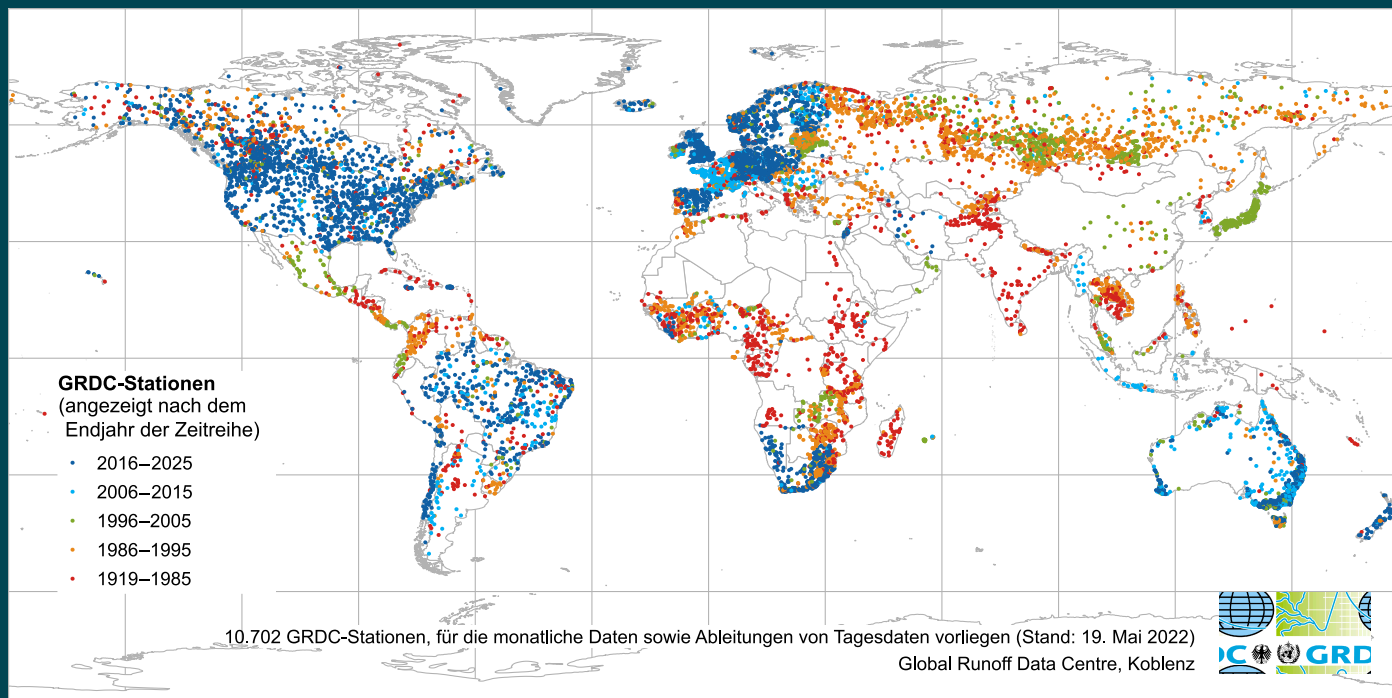 GRDC-Stationen
(angezeigt nach dem
Endjahr der Zeitreihe)
2016–2025
2006–2015
1996–2005
1986–1995
1919–1985
10.702 GRDC-Stationen, für die monatliche Daten sowie Ableitungen von Tagesdaten vorliegen (Stand: 19. Mai 2022)
Global Runoff Data Centre, Koblenz
DC GRD